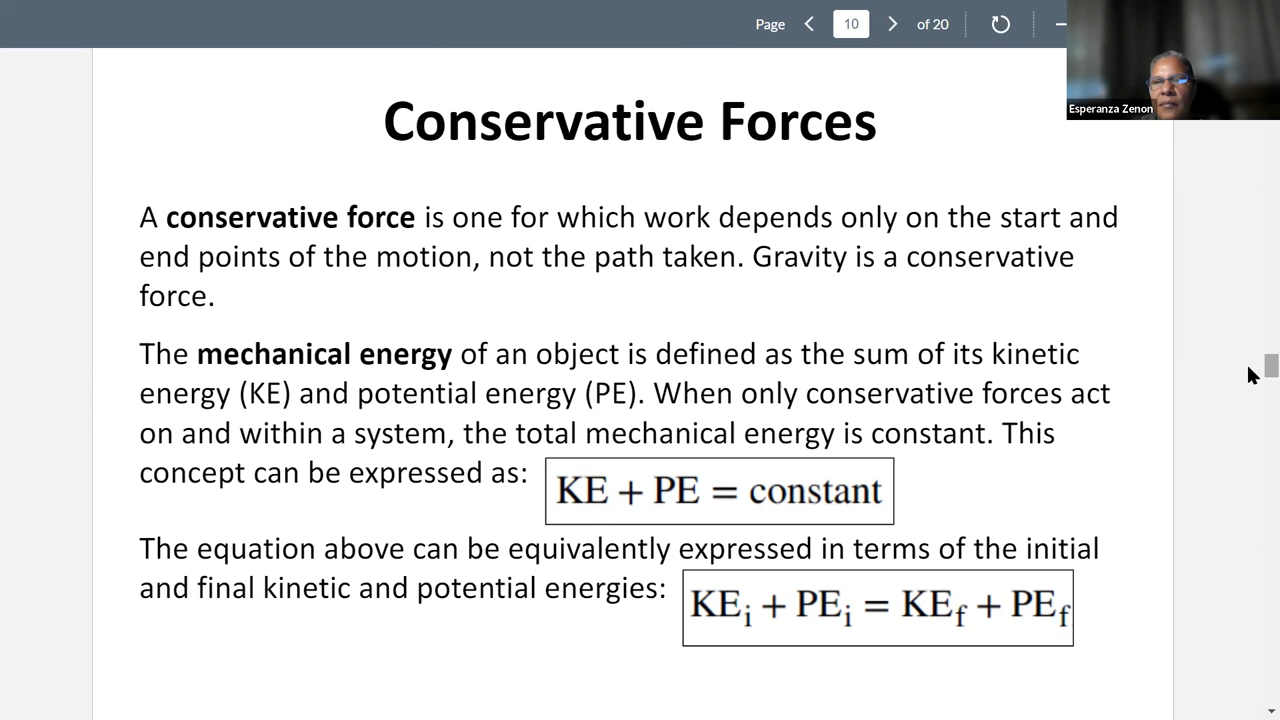 Page 10 of 20
Esperanza Zenon
Conservative Forces
A conservative force is one for which work depends only on the start and
end points of the motion, not the path taken. Gravity is a conservative
force.
The mechanical energy of an object is defined as the sum of its kinetic
energy (KE) and potential energy (PE). When only conservative forces act
on and within a system, the total mechanical energy is constant. This
concept can be expressed as: KE + PE = constant
The equation above can be equivalently expressed in terms of the initial
and final kinetic and potential energies: KEi + PEi = KEf + PEf